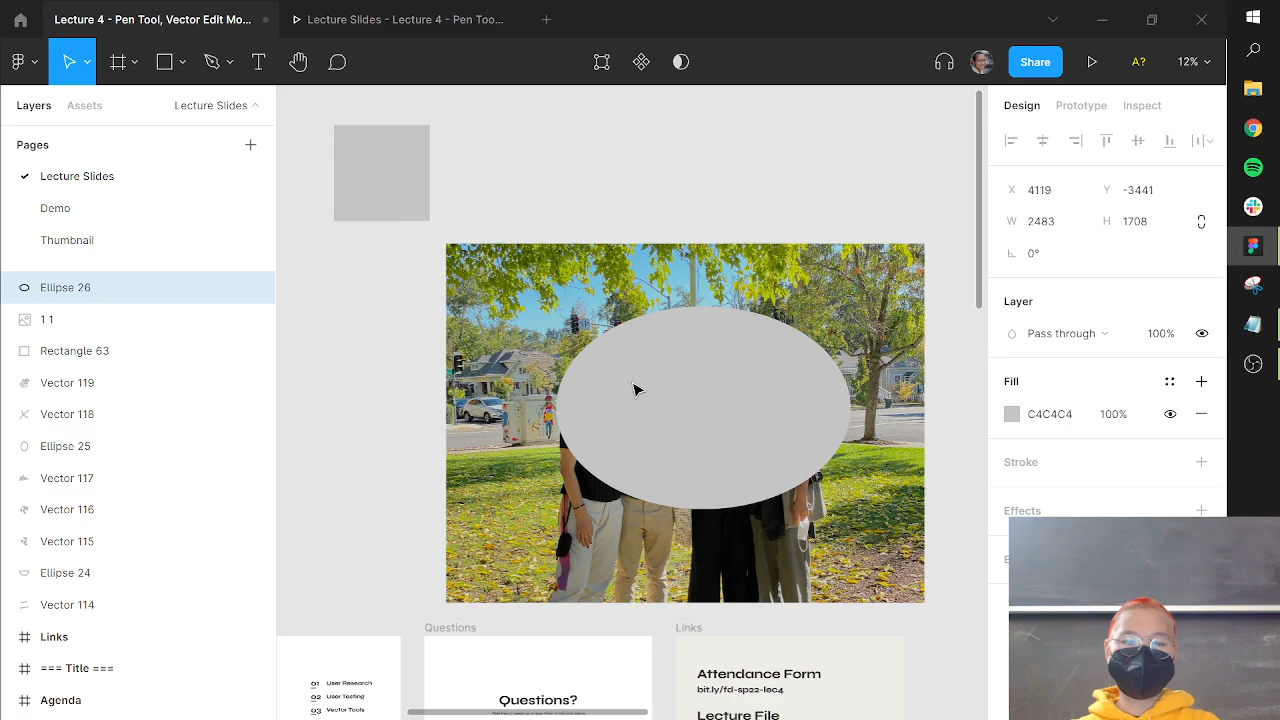 Lecture 4 - Pen Tool, Vector Edit Mo...
Lecture Slides - Lecture 4 - Pen Too...
Share
A?
12%
Layers
Assets
Lecture Slides
Design
Prototype
Inspect
Pages
Lecture Slides
Demo
Thumbnail
Ellipse 26
1 1
Rectangle 63
Vector 119
Vector 118
Ellipse 25
Vector 117
Vector 116
Vector 115
Ellipse 24
Vector 114
Links
=== Title ===
Agenda
X 4119
Y -3441
W 2483
H 1708
0°
Layer
Pass through
100%
Fill
C4C4C4
100%
Stroke
Effects
Questions
Links
01 User Research
02 User Testing
03 Vector Tools
Questions?
Attendance Form
bit.ly/fd-sp22-lec4
Lecture File